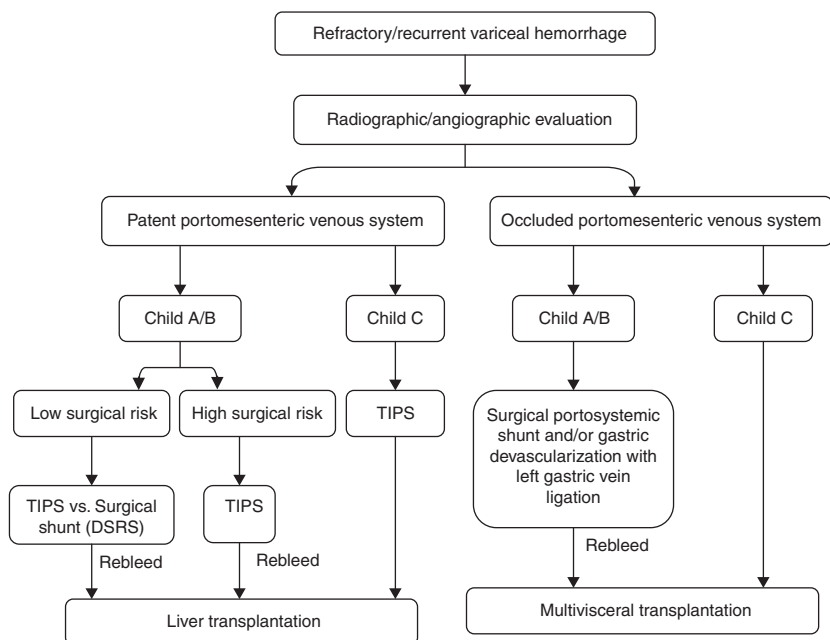 Refractory/recurrent variceal hemorrhage
Radiographic/angiographic evaluation
Patent portomesenteric venous system
Occluded portomesenteric venous system
Child A/B
Child C
Child A/B
Child C
Low surgical risk
High surgical risk
TIPS
Surgical portosystemic
shunt and/or gastric
devascularization with
left gastric vein
ligation
TIPS vs. Surgical
shunt (DSRS)
TIPS
Rebleed
Rebleed
Rebleed
Liver transplantation
Multivisceral transplantation